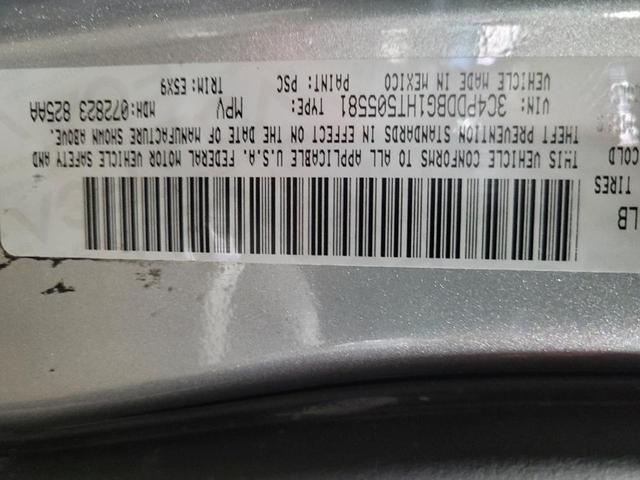 LB
TIRES
COLD
THIS VEHICLE CONFORMS TO ALL APPLICABLE U.S.A. FEDERAL MOTOR VEHICLE SAFETY AND
THEFT PREVENTION STANDARDS IN EFFECT ON THE DATE OF MANUFACTURE SHOWN ABOVE.
VIN: 3C4PDDBG1HT505581 TYPE: MPV MDH:072823 825AA
VEHICLE MADE IN MEXICO PAINT: PSC TRIM: E5X9